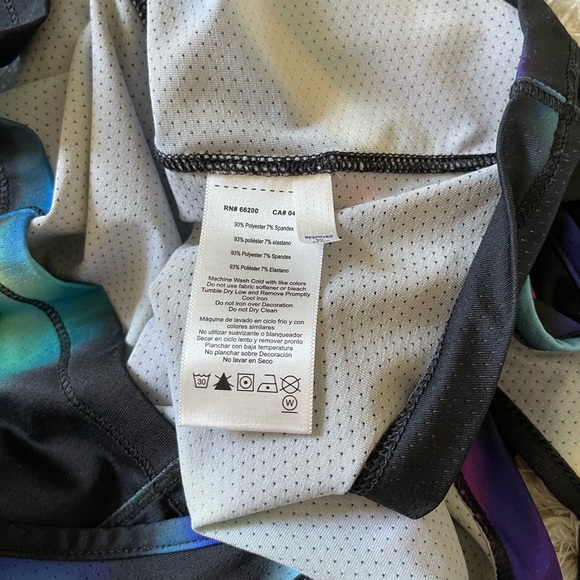 RN# 66200 CA# 04
93% Polyester 7% Spandex
93% poliéster 7% elastano
93% Polyester 7% Spandex
93% Polyester 7% Elastano
Machine Wash Cold with like colors
Do not use fabric softener or bleach
Tumble Dry Low and Remove Promptly
Cool Iron
Do not iron over Decoration
Do not Dry Clean
Máquina de lavado en ciclo frío y con
colores similares
No utilizar suavizante o blanqueador
Secar en ciclo lento y remover pronto
Planchar con baja temperatura
No planchar sobre Decoración
No lavar en Seco
30
W